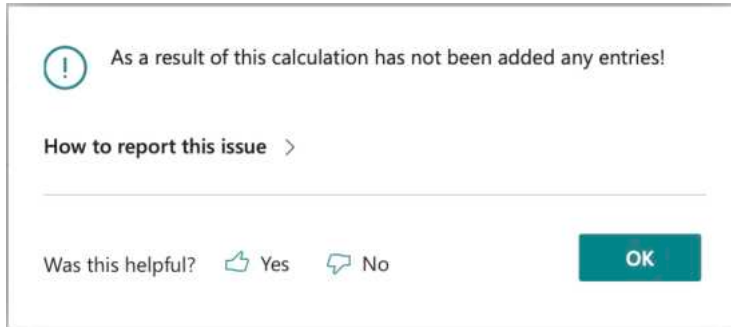 As a result of this calculation has not been added any entries!
How to report this issue >
Was this helpful? Yes No
OK